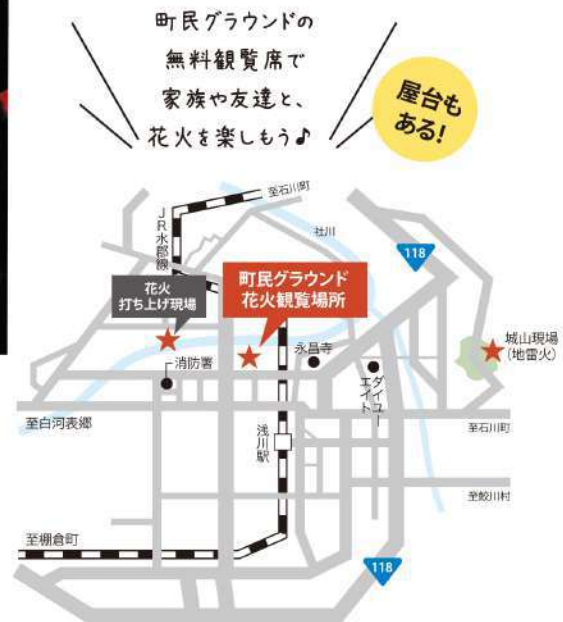 町民グラウンドの
無料観覧席で
家族や友達と、
花火を楽しもう♪
屋台も
ある!
至石川町
JR水郡線
社川
118
花火
打ち上げ現場
町民グラウンド
花火観覧場所
消防署
永昌寺
ダイユー
エイト
城山現場
(地雷火)
至白河表郷
浅川駅
至石川町
至鮫川村
至棚倉町
118